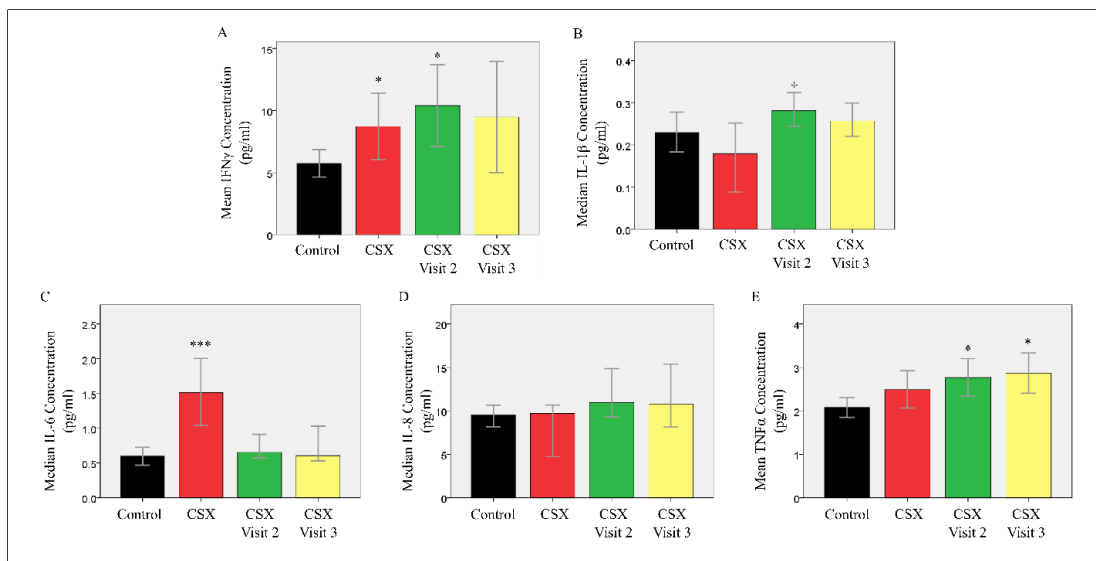 A
Mean IFNγ Concentration
(pg/ml)
15
10
5
0
*
*
Control
CSX
CSX
Visit 2
CSX
Visit 3
B
Median IL-1β Concentration
(pg/ml)
0.4
0.3
0.2
0.1
0.0
+
Control
CSX
CSX
Visit 2
CSX
Visit 3
C
Median IL-6 Concentration
(pg/ml)
2.5
2.0
1.5
1.0
0.5
0.0
***
Control
CSX
CSX
Visit 2
CSX
Visit 3
D
Median IL-8 Concentration
(pg/ml)
20
15
10
5
0
Control
CSX
CSX
Visit 2
CSX
Visit 3
E
Mean TNFα Concentration
(pg/ml)
4
3
2
1
0
*
*
Control
CSX
CSX
Visit 2
CSX
Visit 3